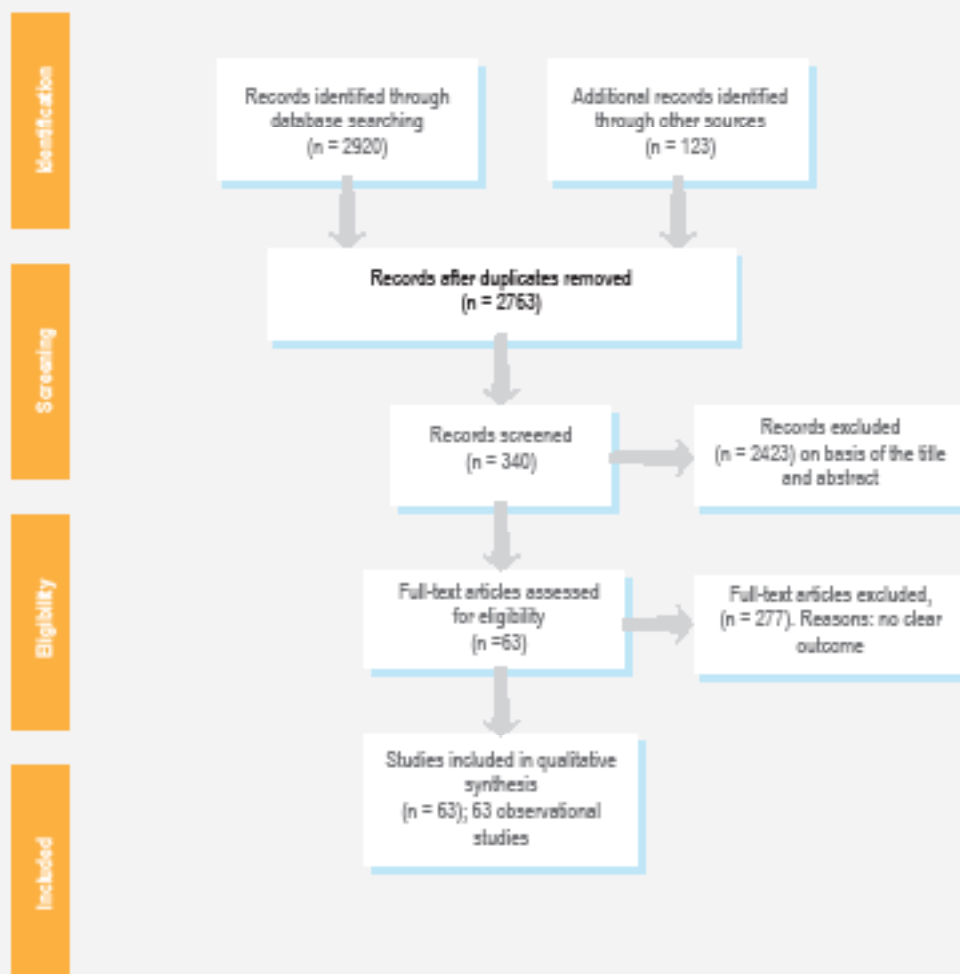 Identification
Records identified through
database searching
(n = 2920)
Additional records identified
through other sources
(n = 123)
Records after duplicates removed
(n = 2763)
Screening
Records screened
(n = 340)
Records excluded
(n = 2423) on basis of the title
and abstract
Eligibility
Full-text articles assessed
for eligibility
(n =63)
Full-text articles excluded,
(n = 277). Reasons: no clear
outcome
Included
Studies included in qualitative
synthesis
(n = 63); 63 observational
studies